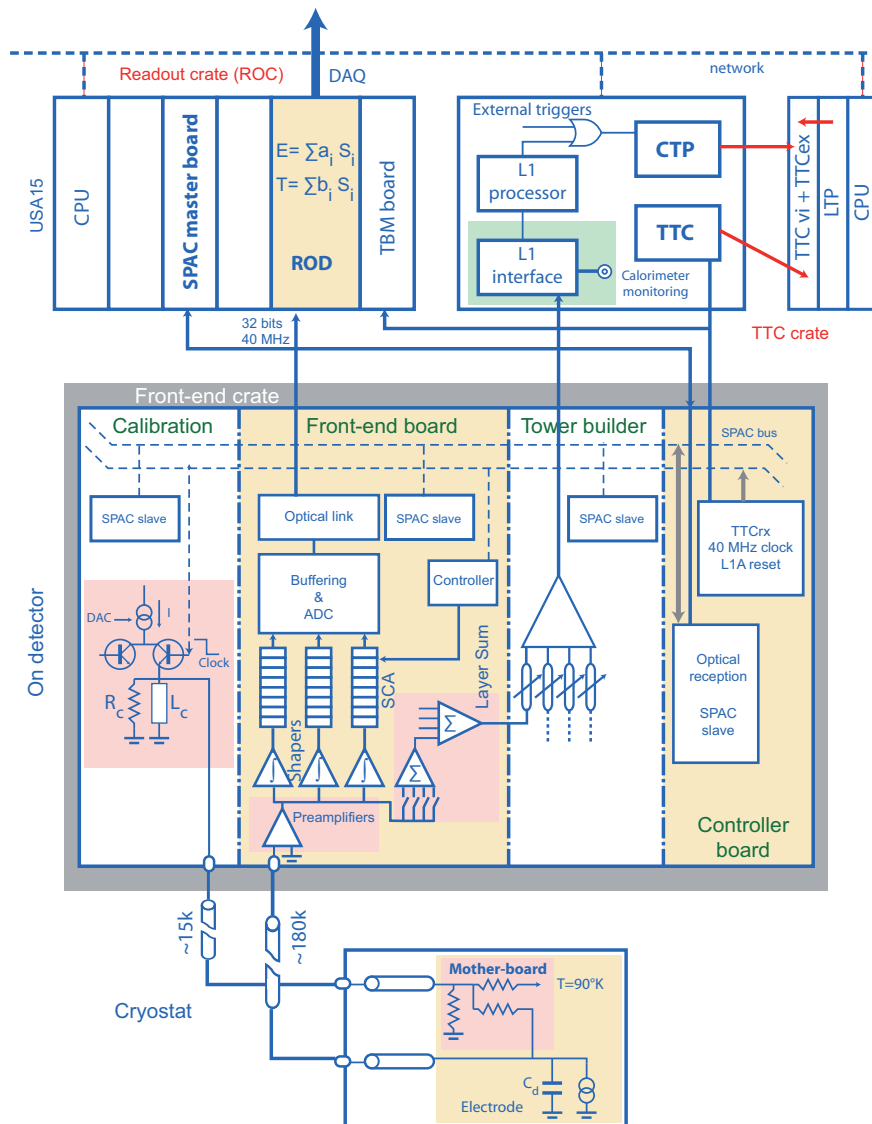 Readout crate (ROC)
DAQ
network
USA15
CPU
SPAC master board
E= ∑a_i S_i
T= ∑b_i S_i
ROD
TBM board
External triggers
CTP
L1
processor
TTC
L1
interface
Calorimeter
monitoring
TTC vi + TTCex
LTP
CPU
TTC crate
32 bits
40 MHz
Front-end crate
Calibration
Front-end board
Tower builder
SPAC bus
SPAC slave
Optical link
SPAC slave
SPAC slave
TTCrx
40 MHz clock
L1A reset
Buffering
&
ADC
Controller
On detector
DAC
I
Clock
R_c
L_c
SCA
Layer Sum
Shapers
∑
∫
∫
∫
∑
Optical
reception
SPAC
slave
Preamplifiers
Controller
board
~15k
~180k
Cryostat
Mother-board
T=90°K
C_d
Electrode